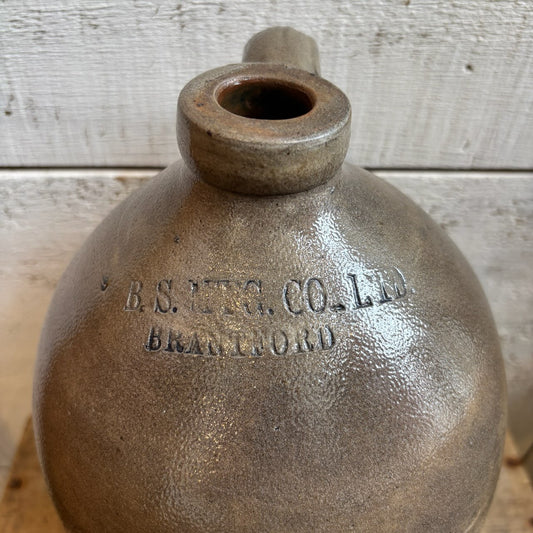 B. S. MFG. CO. LTD.
BRANTFORD